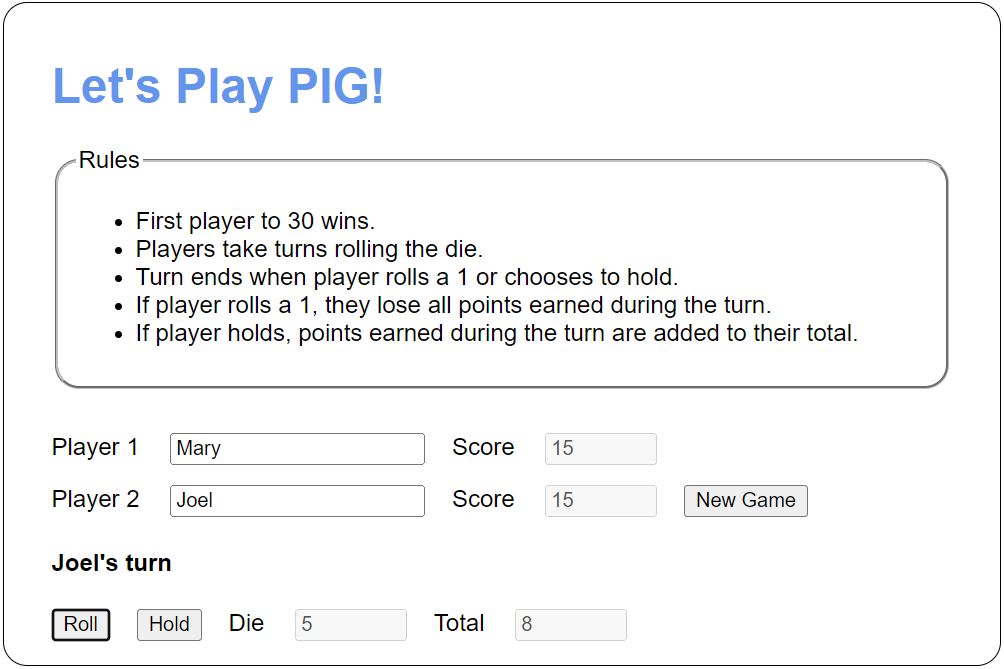 Let's Play PIG!
Rules
First player to 30 wins.
Players take turns rolling the die.
Turn ends when player rolls a 1 or chooses to hold.
If player rolls a 1, they lose all points earned during the turn.
If player holds, points earned during the turn are added to their total.
Player 1 Mary Score 15
Player 2 Joel Score 15 New Game
Joel's turn
Roll Hold Die 5 Total 8